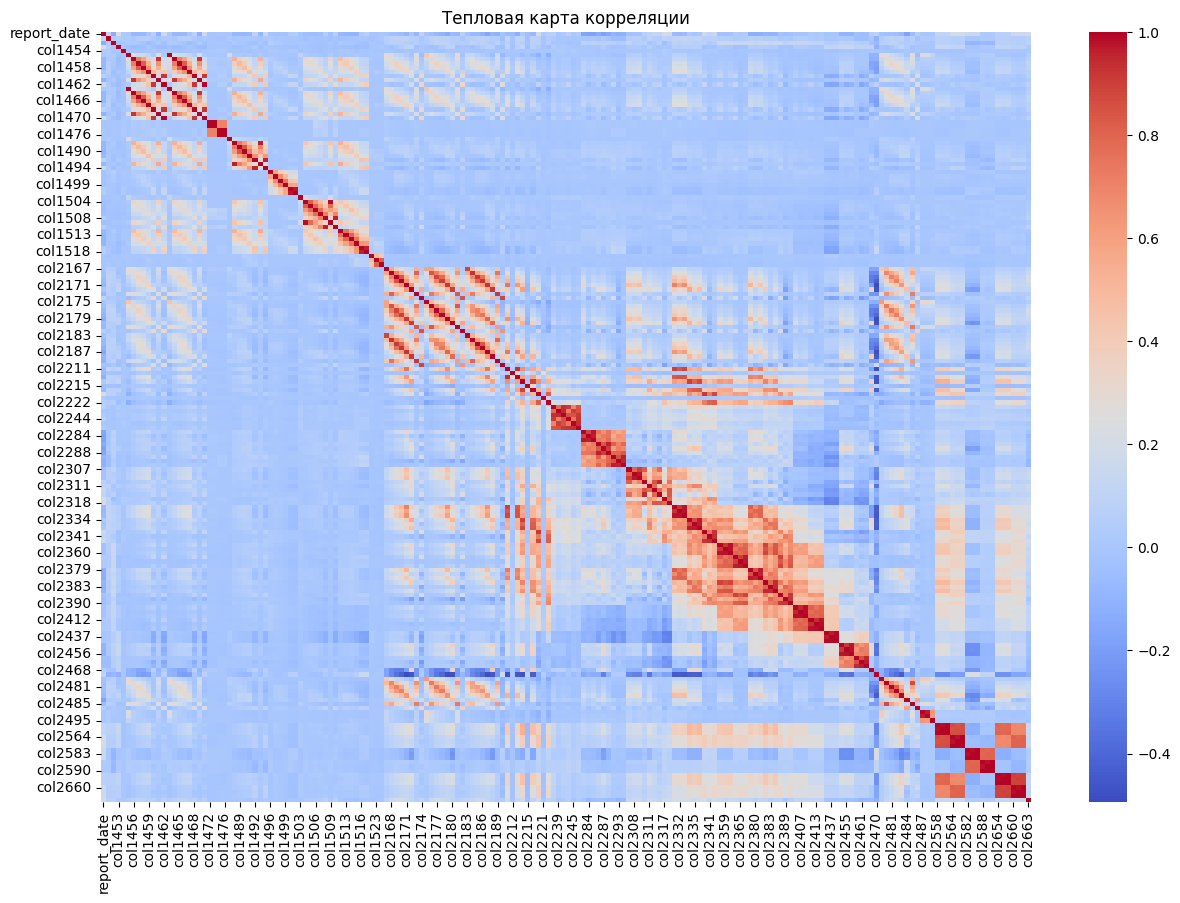 Тепловая карта корреляции
report_date
col1454
col1458
col1462
col1466
col1470
col1476
col1490
col1494
col1499
col1504
col1508
col1513
col1518
col2167
col2171
col2175
col2179
col2183
col2187
col2211
col2215
col2222
col2244
col2284
col2288
col2307
col2311
col2318
col2334
col2341
col2360
col2379
col2383
col2390
col2412
col2437
col2456
col2468
col2481
col2485
col2495
col2564
col2583
col2590
col2660
report_date
col1453
col1456
col1459
col1462
col1465
col1468
col1472
col1476
col1489
col1492
col1496
col1499
col1503
col1506
col1509
col1513
col1516
col1523
col2168
col2171
col2174
col2177
col2180
col2183
col2186
col2189
col2212
col2215
col2221
col2239
col2245
col2284
col2287
col2293
col2308
col2311
col2317
col2332
col2335
col2341
col2359
col2365
col2380
col2383
col2389
col2407
col2413
col2437
col2455
col2461
col2470
col2481
col2484
col2487
col2558
col2564
col2582
col2588
col2654
col2660
col2663
1.0
0.8
0.6
0.4
0.2
0.0
−0.2
−0.4